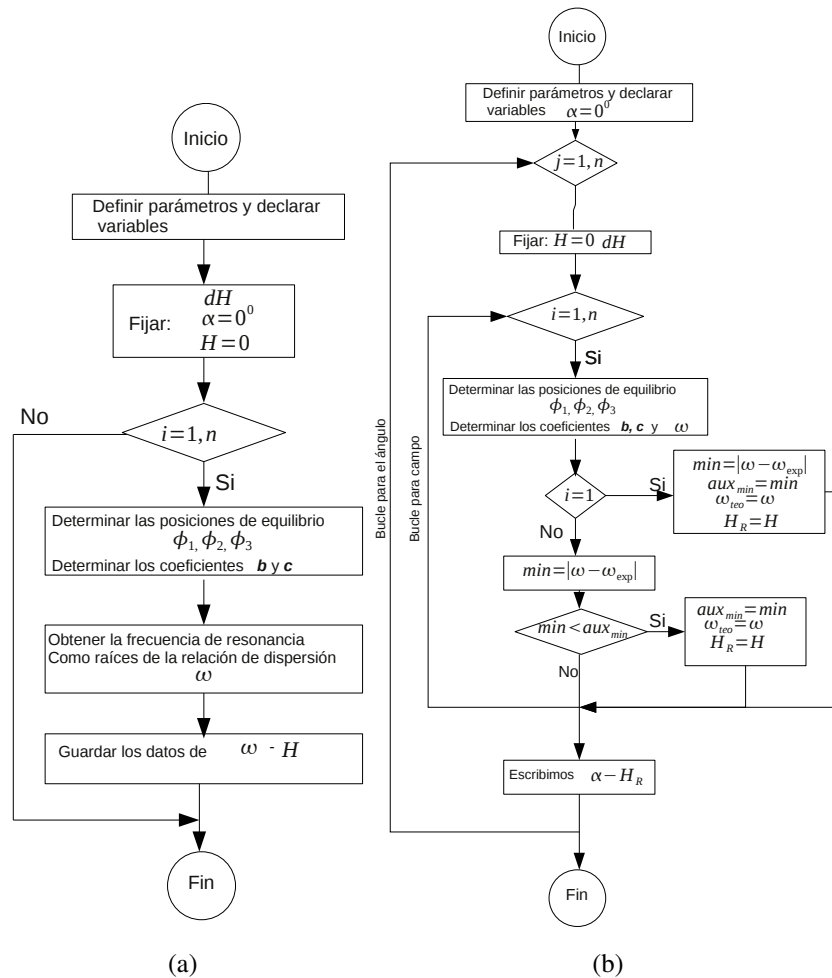 Inicio
Definir parámetros y declarar
variables
Fijar:
dH
α=0⁰
H=0
No
i=1,n
Si
Determinar las posiciones de equilibrio
ϕ₁, ϕ₂, ϕ₃
Determinar los coeficientes b y c
Obtener la frecuencia de resonancia
Como raíces de la relación de dispersión
ω
Guardar los datos de ω - H
Fin
(a)
Inicio
Definir parámetros y declarar
variables α=0⁰
j=1,n
Fijar: H=0 dH
i=1,n
Si
Bucle para el ángulo
Bucle para campo
Determinar las posiciones de equilibrio
ϕ₁, ϕ₂, ϕ₃
Determinar los coeficientes b, c y ω
i=1
Si
min=|ω−ω_exp|
aux_min=min
ω_teo=ω
H_R=H
No
min=|ω−ω_exp|
min<aux_min
Si
aux_min=min
ω_teo=ω
H_R=H
No
Escribimos α−H_R
Fin
(b)